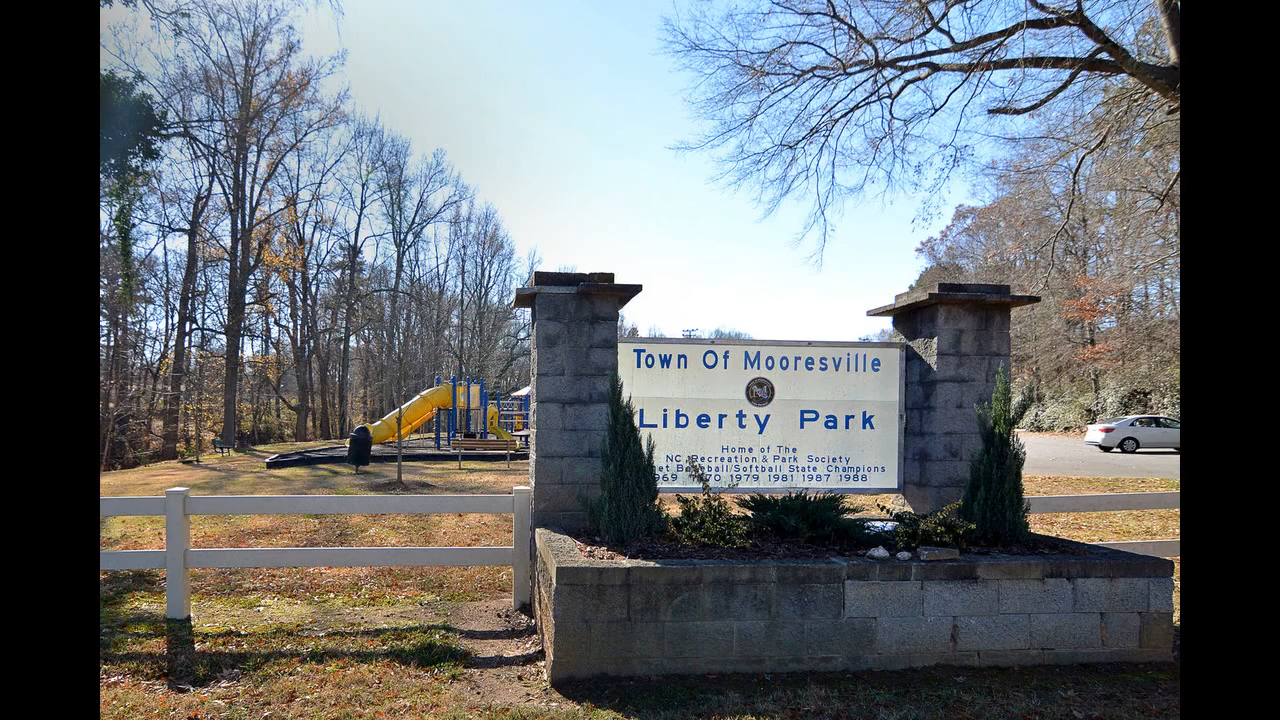 Town Of Mooresville
Liberty Park
Home of The
NC Recreation & Park Society
Baseball/Softball State Champions
1979 1981 1987 1988